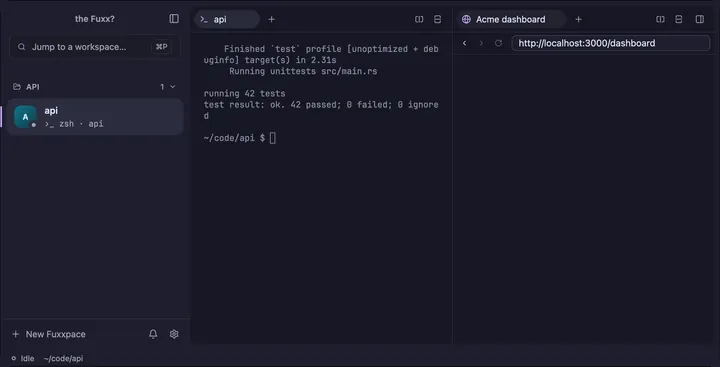 the Fuxx?
Jump to a workspace... ⌘P
API 1
A api
>_ zsh · api
+ New Fuxxpace
Idle ~/code/api
>_ api +
Finished `test` profile [unoptimized + deb
uginfo] target(s) in 2.31s
Running unittests src/main.rs
running 42 tests
test result: ok. 42 passed; 0 failed; 0 ignore
d
~/code/api $
Acme dashboard +
http://localhost:3000/dashboard